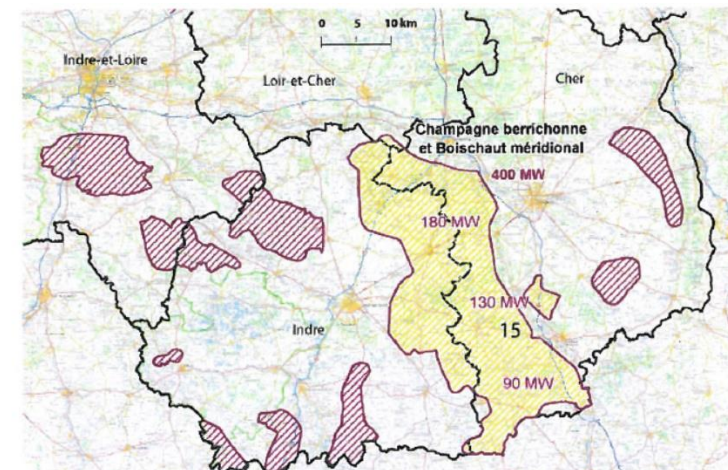 0 5 10 km
Indre-et-Loire
Loir-et-Cher
Cher
Champagne berrichonne
et Boischaut méridional
400 MW
180 MW
130 MW
15
Indre
90 MW